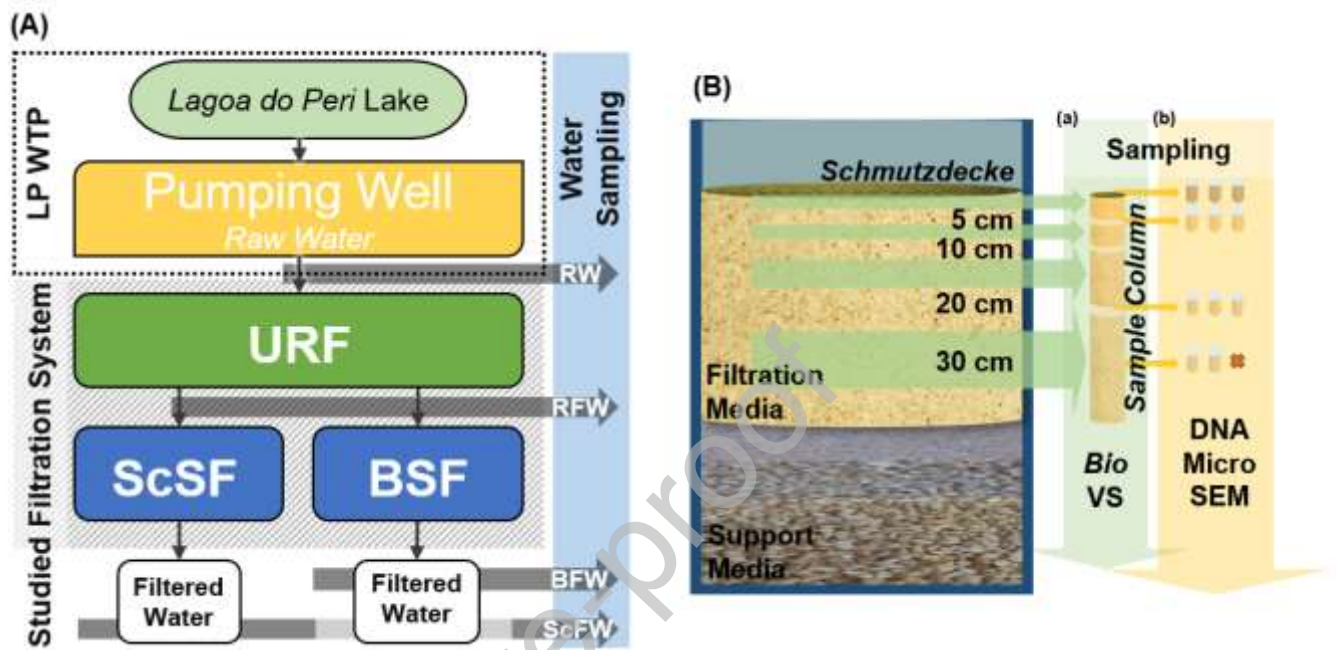 (A)
LP WTP
Lagoa do Peri Lake
Pumping Well
Raw Water
Water
Sampling
RW
Studied Filtration System
URF
RFW
ScSF
BSF
Filtered
Water
Filtered
Water
BFW
ScFW
(B)
(a)
(b)
Sampling
Schmutzdecke
5 cm
10 cm
20 cm
30 cm
Filtration
Media
Support
Media
Sample Column
Bio
VS
DNA
Micro
SEM
re-proof